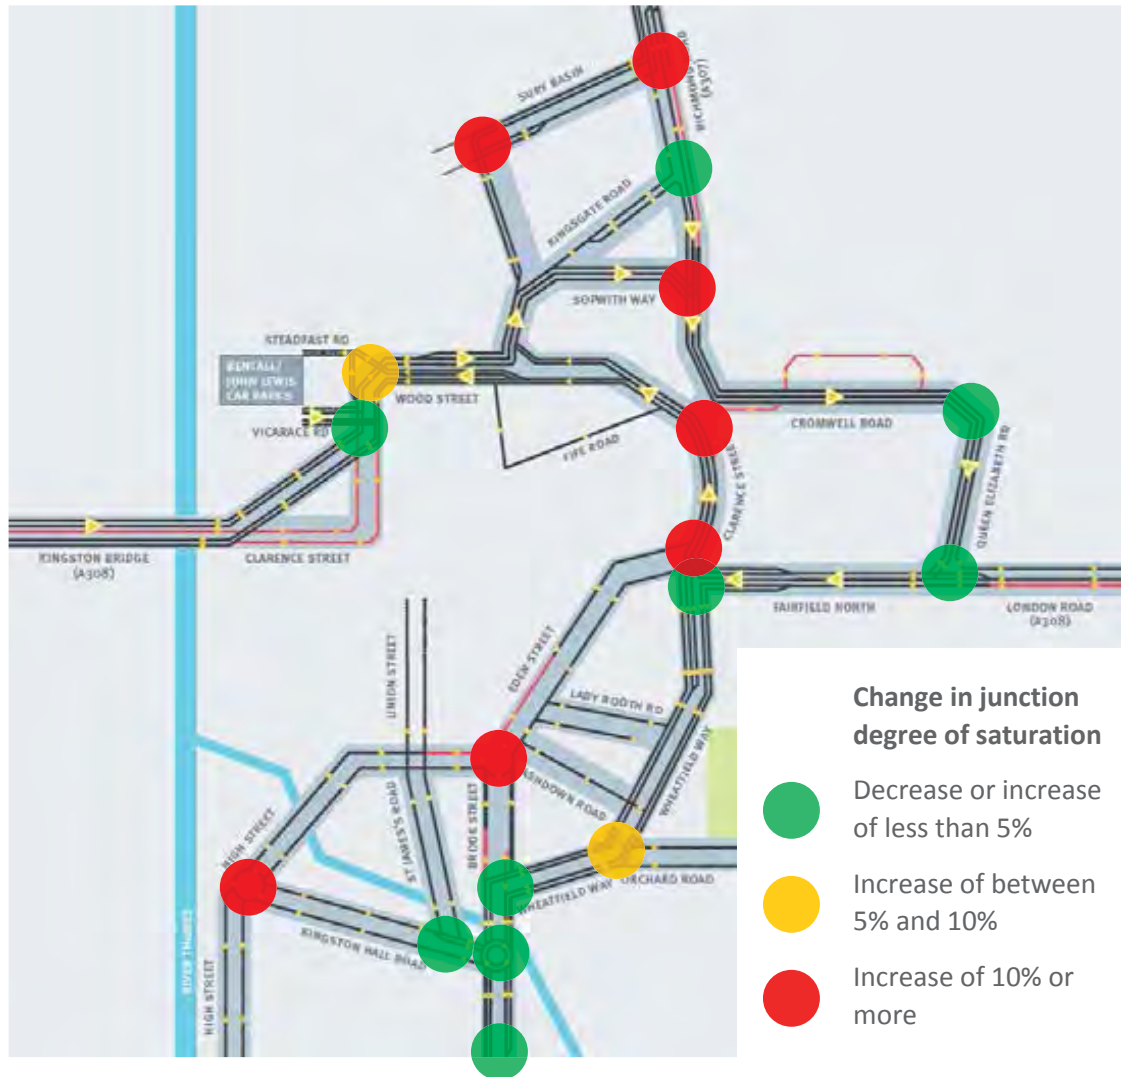 SURY BASIN
RICHMOND ROAD
(A307)
KINGSGATE ROAD
SOPWITH WAY
STEADFAST RD
BENTALL/
JOHN LEWIS
CAR PARKS
WOOD STREET
VICARAGE RD
FIFE ROAD
CROMWELL ROAD
CLARENCE STREET
QUEEN ELIZABETH RD
KINGSTON BRIDGE
(A308)
CLARENCE STREET
FAIRFIELD NORTH
LONDON ROAD
(A308)
EDEN STREET
UNION STREET
LADY BOOTH RD
WHEATFIELD WAY
ASHDOWN ROAD
ST JAMES'S ROAD
BROOK STREET
HIGH STREET
WHEATFIELD WAY
ORCHARD ROAD
KINGSTON HALL ROAD
RIVER THAMES
HIGH STREET
Change in junction
degree of saturation
Decrease or increase
of less than 5%
Increase of between
5% and 10%
Increase of 10% or
more